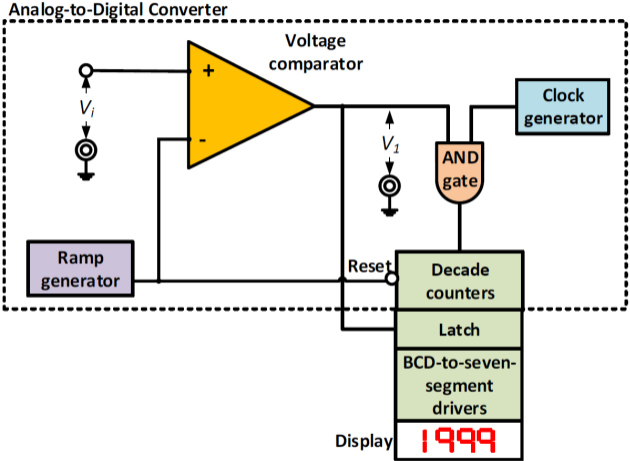 Analog-to-Digital Converter
Voltage
comparator
+
-
Vi
V1
Clock
generator
AND
gate
Ramp
generator
Reset
Decade
counters
Latch
BCD-to-seven-
segment
drivers
Display
1999